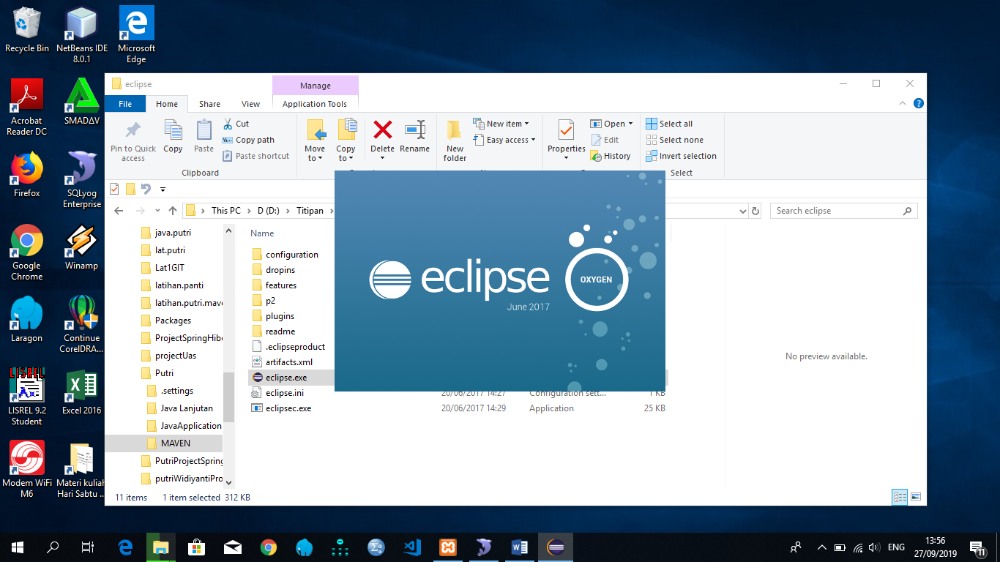 Recycle Bin
NetBeans IDE
8.0.1
Microsoft
Edge
Acrobat
Reader DC
SMADΔV
Firefox
SQLyog
Enterprise
Google
Chrome
Winamp
Laragon
Continue
CorelDRA...
LISREL
LISREL 9.2
Student
Excel 2016
Modem WiFi
M6
Materi kuliah
Hari Sabtu ...
eclipse
Manage
File
Home
Share
View
Application Tools
Pin to Quick
access
Copy
Paste
Cut
Copy path
Paste shortcut
Clipboard
Move
to
Copy
to
Delete
Rename
New
folder
New item
Easy access
Properties
Open
Edit
History
Select all
Select none
Invert selection
Select
This PC
D (D:)
Titipan
Search eclipse
java.putri
lat.putri
Lat1GIT
latihan.panti
latihan.putri.mave
Packages
ProjectSpringHibe
projectUas
Putri
.settings
Java Lanjutan
JavaApplication
MAVEN
PutriProjectSpring
putriWidiyantiPro
Name
configuration
dropins
features
p2
plugins
readme
.eclipseproduct
artifacts.xml
eclipse.exe
eclipse.ini 20/06/2017 14:27 Configuration sett... 1 KB
eclipsec.exe 20/06/2017 14:29 Application 25 KB
eclipse
June 2017
OXYGEN
No preview available.
11 items 1 item selected 312 KB
ENG
13:56
27/09/2019
11